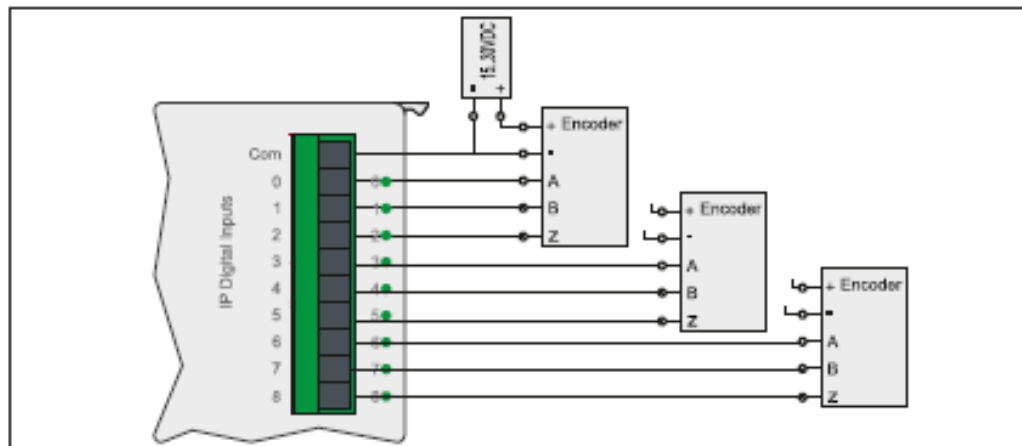 15..30VDC
- +
+ Encoder
-
A
B
Z
+ Encoder
-
A
B
Z
+ Encoder
-
A
B
Z
IP Digital Inputs
Com
0
1
2
3
4
5
6
7
8
0
1
2
3
4
5
6
7
8